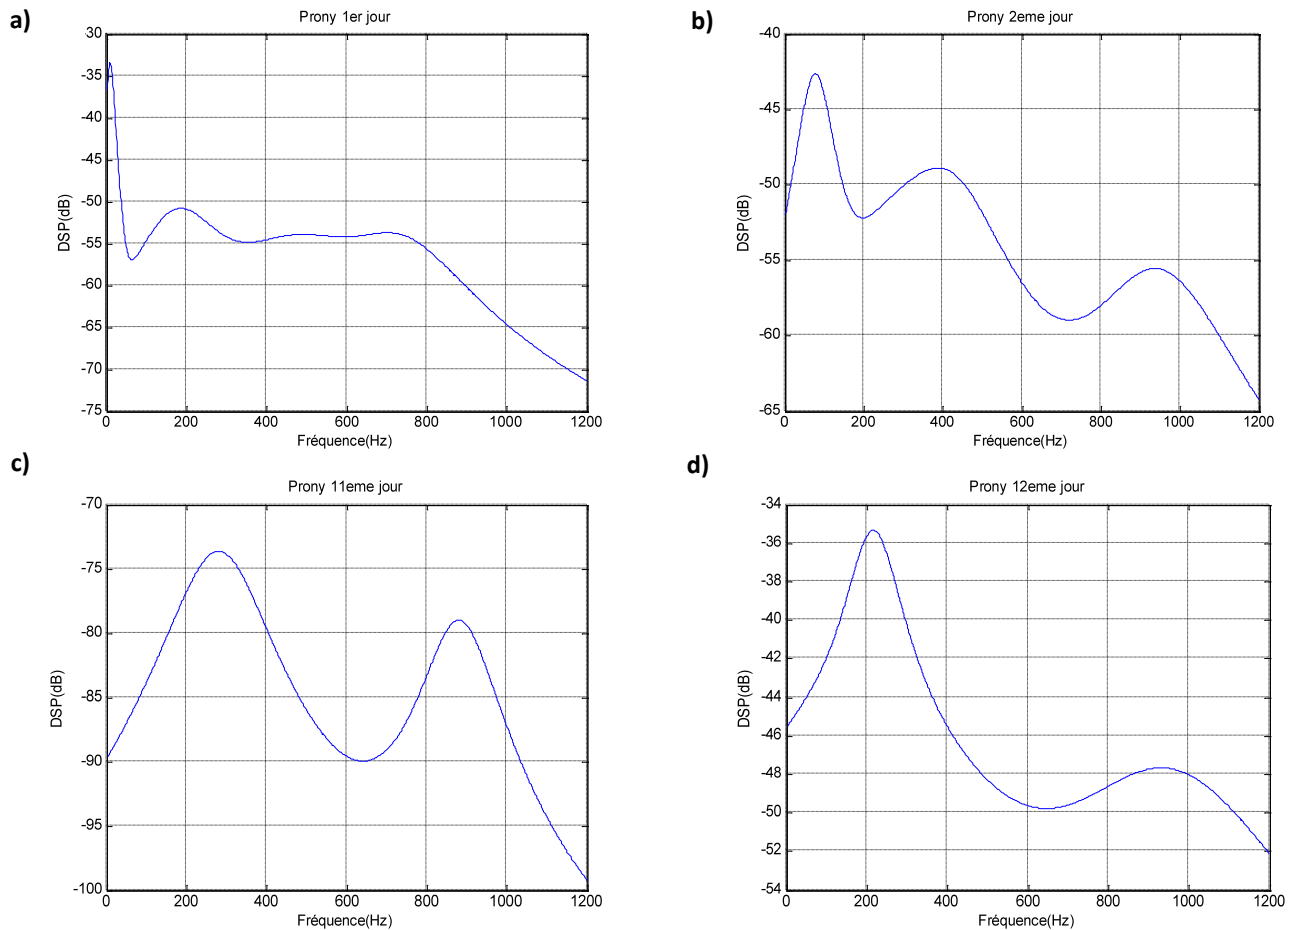 a)
Prony 1er jour
DSP(dB)
-30
-35
-40
-45
-50
-55
-60
-65
-70
-75
0 200 400 600 800 1000 1200
Fréquence(Hz)
b)
Prony 2eme jour
DSP(dB)
-40
-45
-50
-55
-60
-65
0 200 400 600 800 1000 1200
Fréquence(Hz)
c)
Prony 11eme jour
DSP(dB)
-70
-75
-80
-85
-90
-95
-100
0 200 400 600 800 1000 1200
Fréquence(Hz)
d)
Prony 12eme jour
DSP(dB)
-34
-36
-38
-40
-42
-44
-46
-48
-50
-52
-54
0 200 400 600 800 1000 1200
Fréquence(Hz)